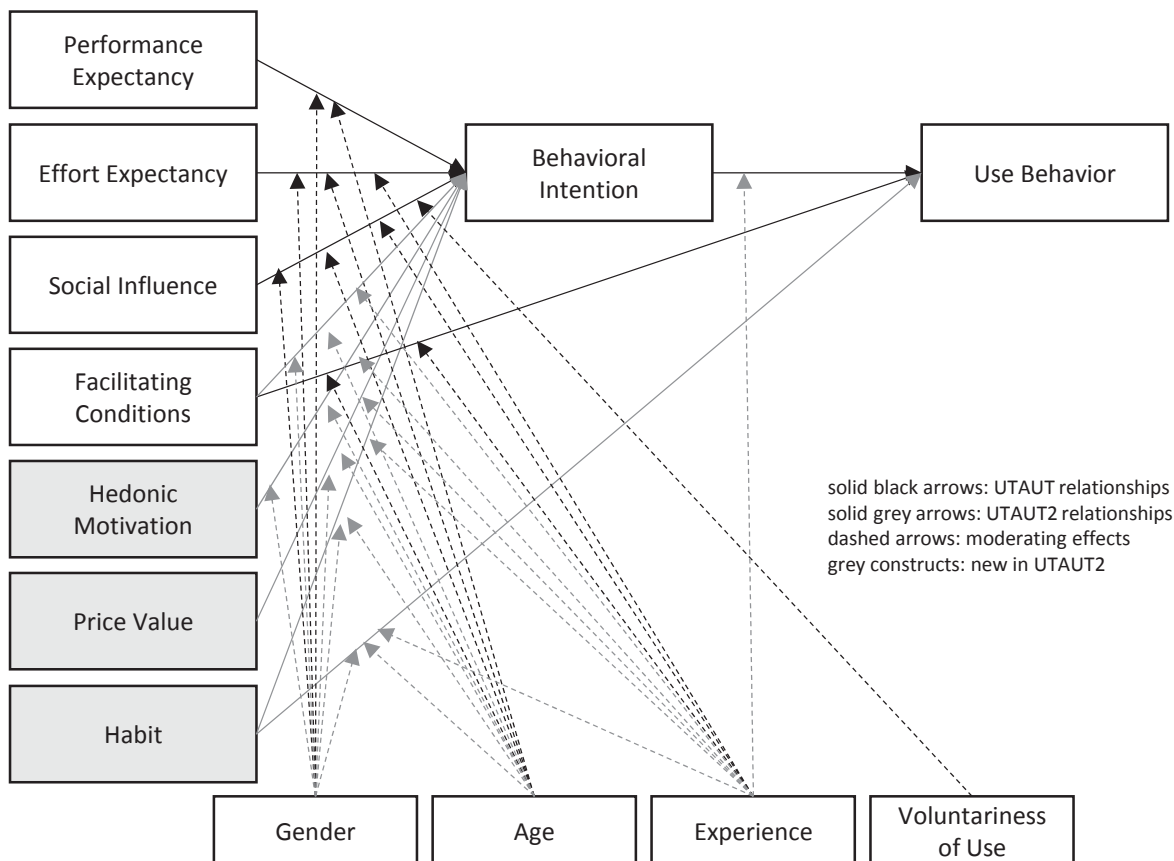 Performance
Expectancy
Effort Expectancy
Social Influence
Facilitating
Conditions
Hedonic
Motivation
Price Value
Habit
Behavioral
Intention
Use Behavior
solid black arrows: UTAUT relationships
solid grey arrows: UTAUT2 relationships
dashed arrows: moderating effects
grey constructs: new in UTAUT2
Gender
Age
Experience
Voluntariness
of Use